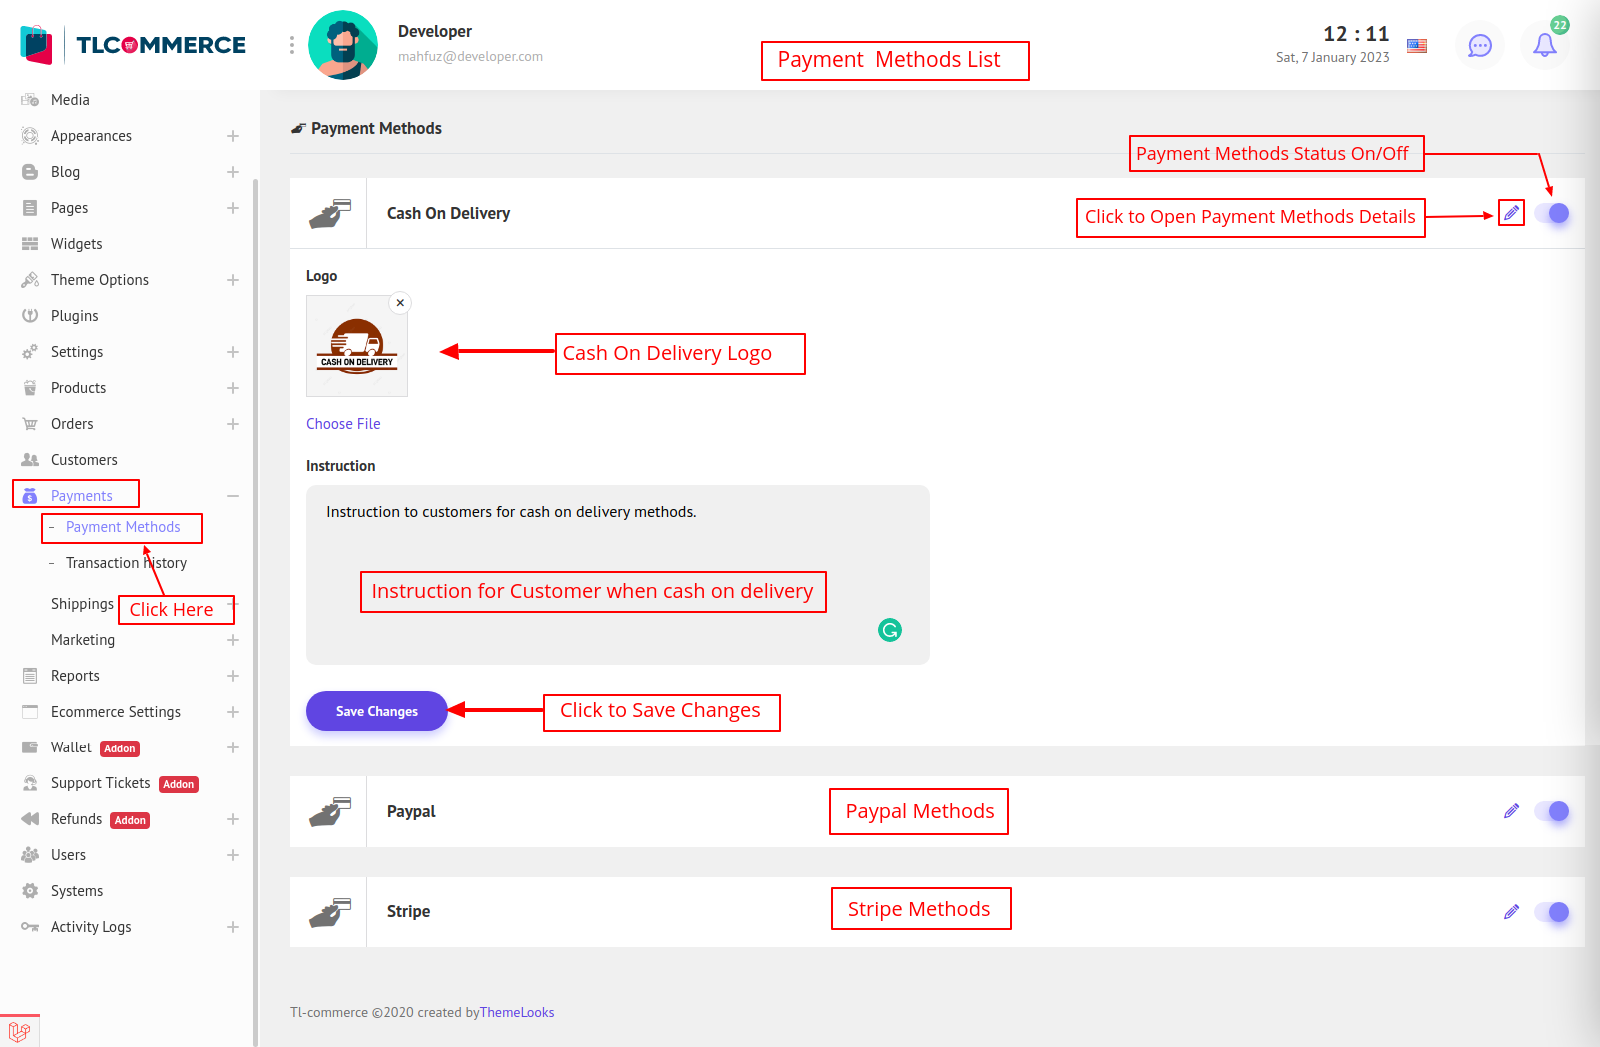 TLCOMMERCE
Developer
mahfuz@developer.com
Payment Methods List
12 : 11
Sat, 7 January 2023
22
Media
Appearances
Blog
Pages
Widgets
Theme Options
Plugins
Settings
Products
Orders
Customers
Payments
- Payment Methods
- Transaction history
Click Here
Shippings
Marketing
Reports
Ecommerce Settings
Wallet Addon
Support Tickets Addon
Refunds Addon
Users
Systems
Activity Logs
Payment Methods
Payment Methods Status On/Off
Cash On Delivery
Click to Open Payment Methods Details
Logo
CASH ON DELIVERY
Cash On Delivery Logo
Choose File
Instruction
Instruction to customers for cash on delivery methods.
Instruction for Customer when cash on delivery
Save Changes
Click to Save Changes
Paypal
Paypal Methods
Stripe
Stripe Methods
Tl-commerce ©2020 created byThemeLooks